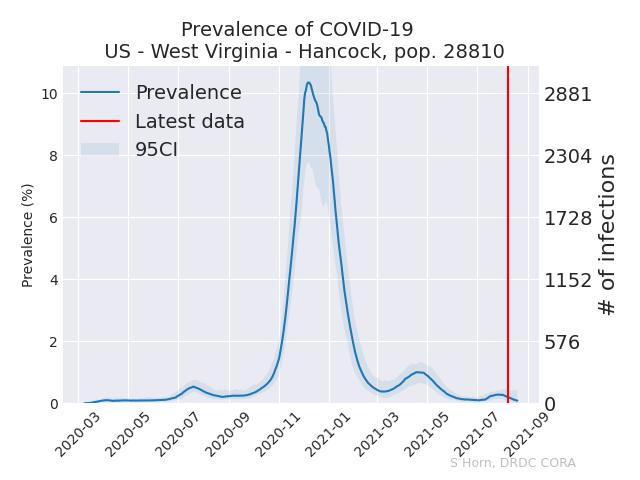 Prevalence of COVID-19
US - West Virginia - Hancock, pop. 28810
Prevalence
Latest data
95CI
Prevalence (%)
10
8
6
4
2
0
2881
2304
1728
1152
576
0
# of infections
2020-03
2020-05
2020-07
2020-09
2020-11
2021-01
2021-03
2021-05
2021-07
2021-09
S Horn, DRDC CORA